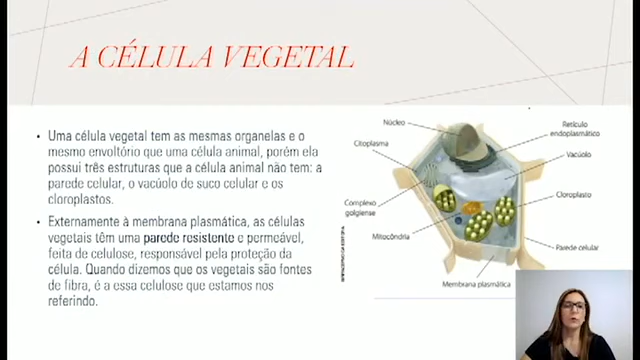 A CÉLULA VEGETAL
• Uma célula vegetal tem as mesmas organelas e o
mesmo envoltório que uma célula animal, porém ela
possui três estruturas que a célula animal não tem: a
parede celular, o vacúolo de suco celular e os
cloroplastos.
• Externamente à membrana plasmática, as células
vegetais têm uma parede resistente e permeável,
feita de celulose, responsável pela proteção da
célula. Quando dizemos que os vegetais são fontes
de fibra, é a essa celulose que estamos nos
referindo.
Núcleo
Citoplasma
Complexo
golgiense
Mitocôndria
Membrana plasmática
Retículo
endoplasmático
Vacúolo
Cloroplasto
Parede celular